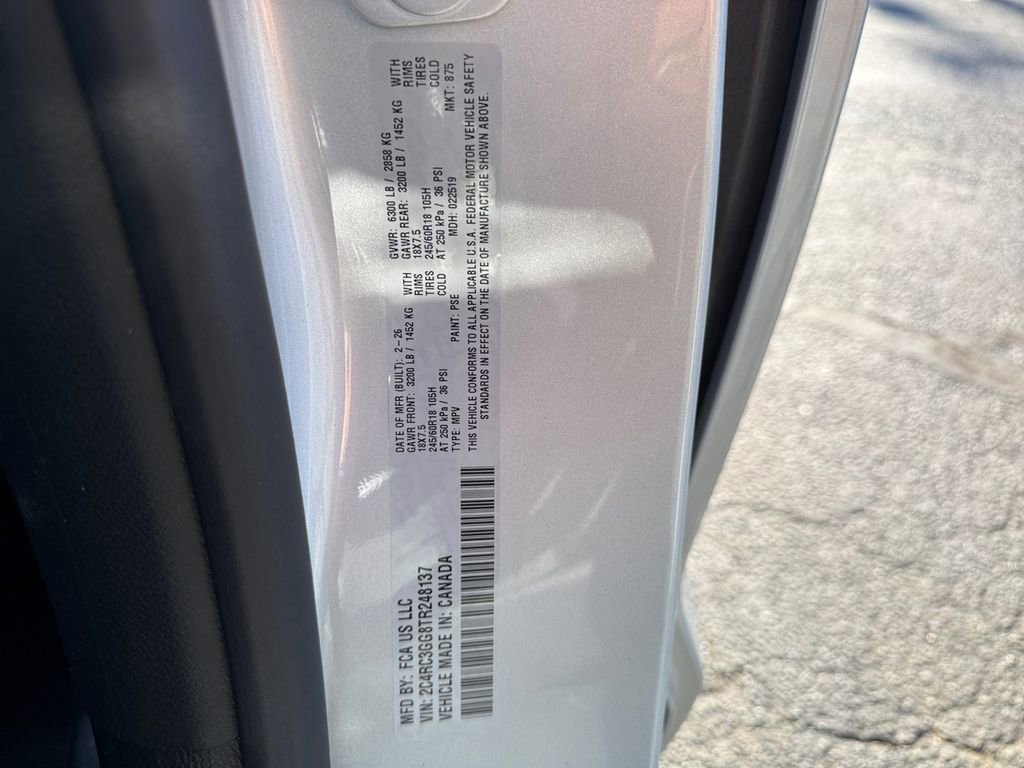 MFD BY: FCA US LLC
VIN: 2C4RC3GG8TR248137
VEHICLE MADE IN: CANADA
DATE OF MFR (BUILT): 2-26
GAWR FRONT: 3200 LB / 1452 KG WITH
18X7.5 RIMS
245/60R18 105H TIRES
AT 250 kPa / 36 PSI COLD
TYPE: MPV PAINT: PSE
GVWR: 6300 LB / 2858 KG
GAWR REAR: 3200 LB / 1452 KG WITH
18X7.5 RIMS
245/60R18 105H TIRES
AT 250 kPa / 36 PSI COLD
MDH: 022519 MKT: 875
THIS VEHICLE CONFORMS TO ALL APPLICABLE U.S.A. FEDERAL MOTOR VEHICLE SAFETY
STANDARDS IN EFFECT ON THE DATE OF MANUFACTURE SHOWN ABOVE.